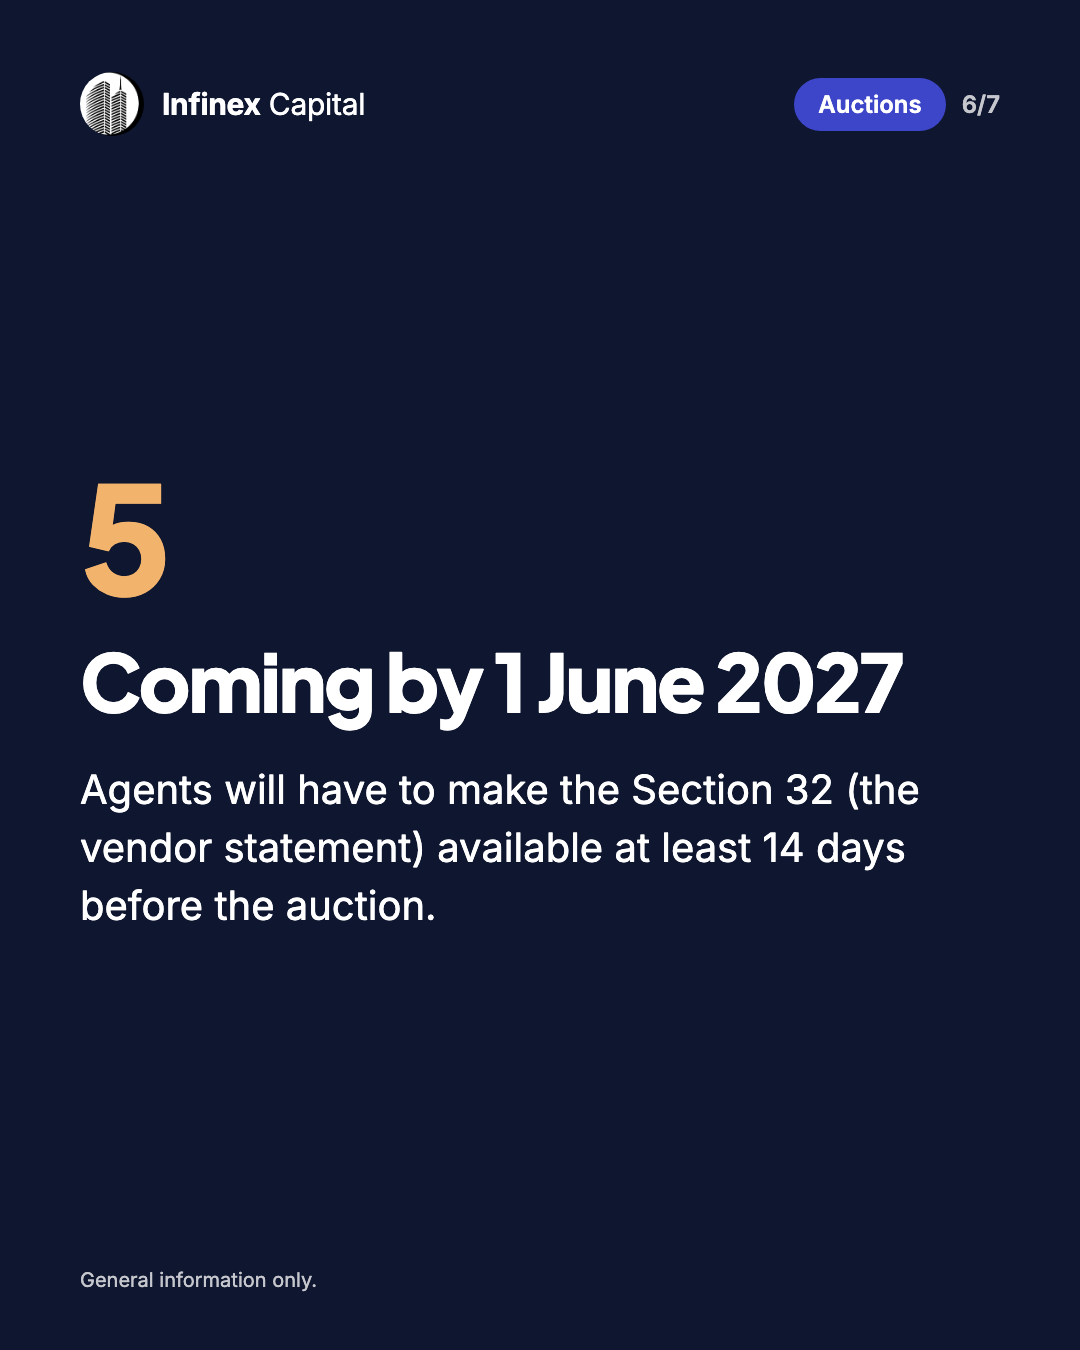 Infinex Capital
Auctions
6/7
5
Coming by 1 June 2027
Agents will have to make the Section 32 (the
vendor statement) available at least 14 days
before the auction.
General information only.